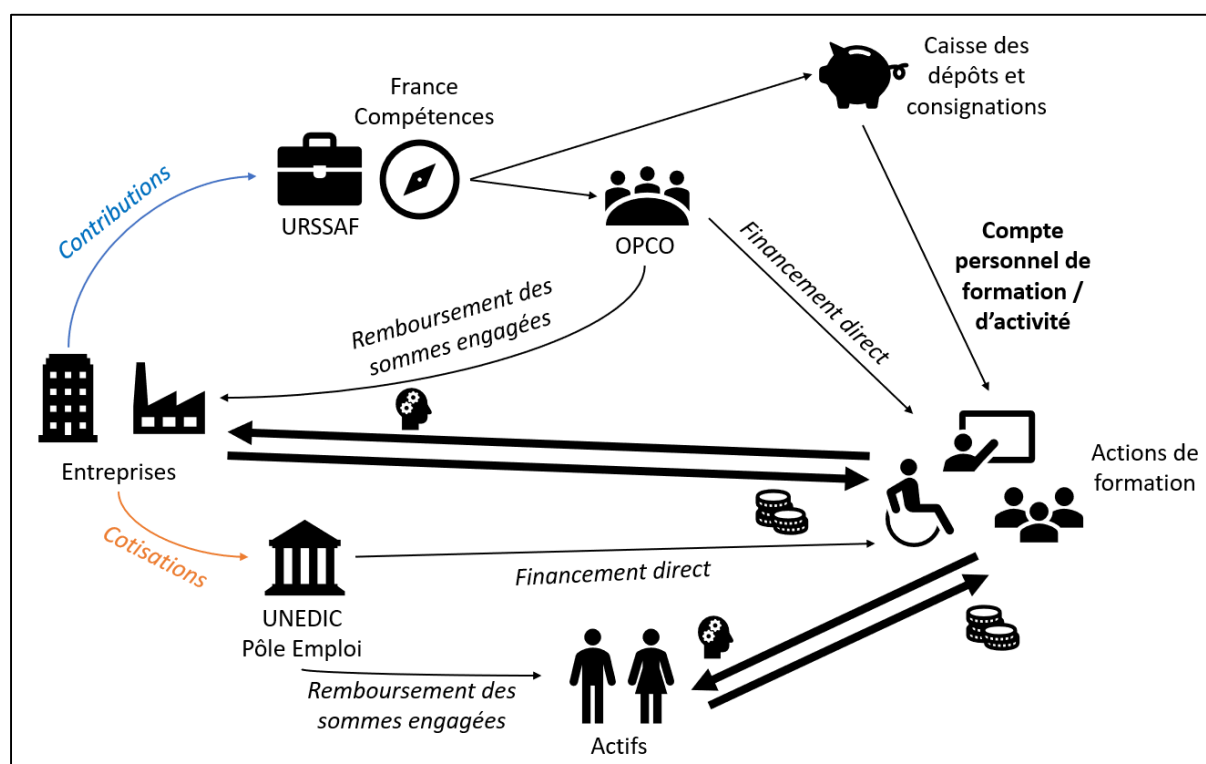 Caisse des
dépôts et
consignations
France
Compétences
Contributions
URSSAF
OPCO
Financement direct
Compte
personnel de
formation /
d’activité
Remboursement des
sommes engagées
Entreprises
Actions de
formation
Cotisations
Financement direct
UNEDIC
Pôle Emploi
Remboursement des
sommes engagées
Actifs